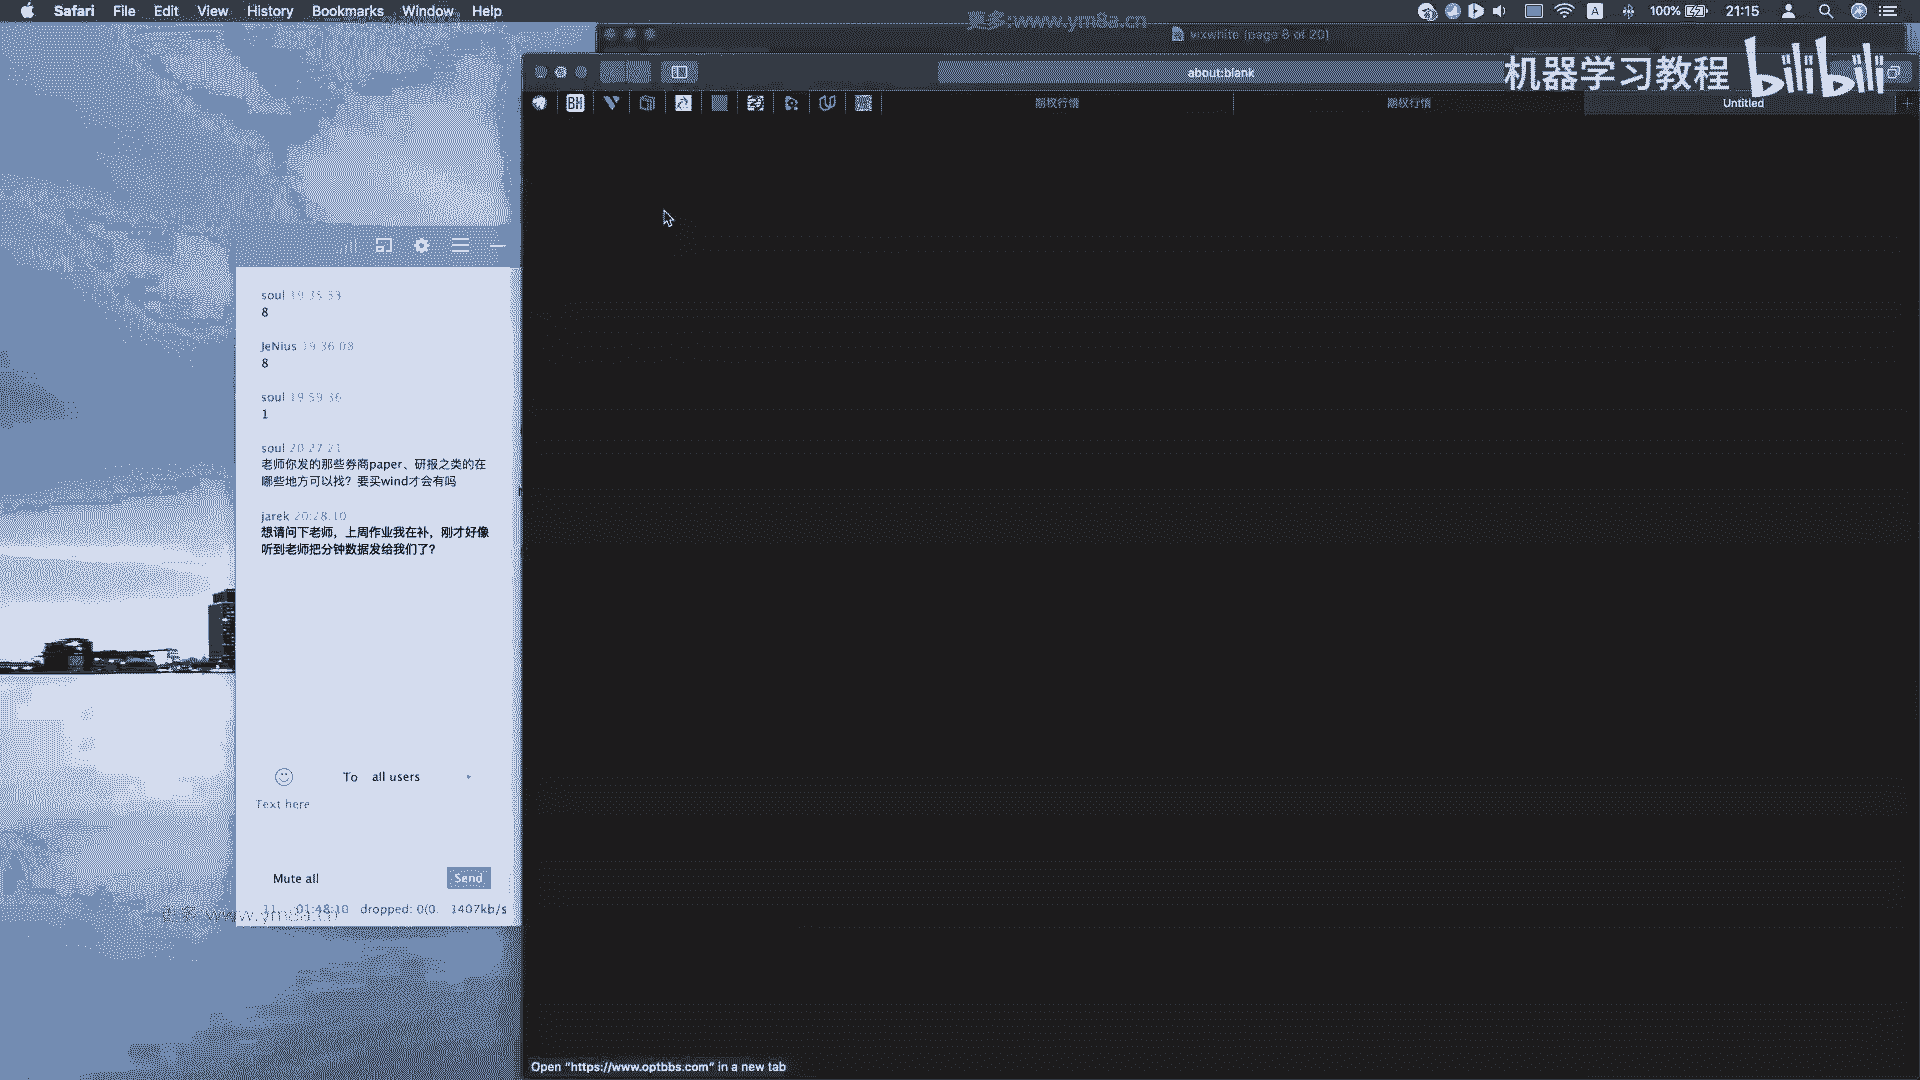 Safari File Edit View History Bookmarks Window Help
更多:www.ym8a.cn
100% 21:15
vixwhite (page 8 of 20)
about:blank
机器学习教程 bilibili
BH
期权行情
期权行情
Untitled
soul 19:35:53
8
JeNius 19:36:08
8
soul 19:59:36
1
soul 20:27:21
老师你发的那些券商paper、研报之类的在
哪些地方可以找？要买wind才会有吗
jarek 20:28:10
想请问下老师，上周作业我在补，刚才好像
听到老师把分钟数据发给我们了？
To all users
Text here
Mute all
Send
01:48:10 dropped: 0(0. 1407kb/s
Open "https://www.optbbs.com" in a new tab